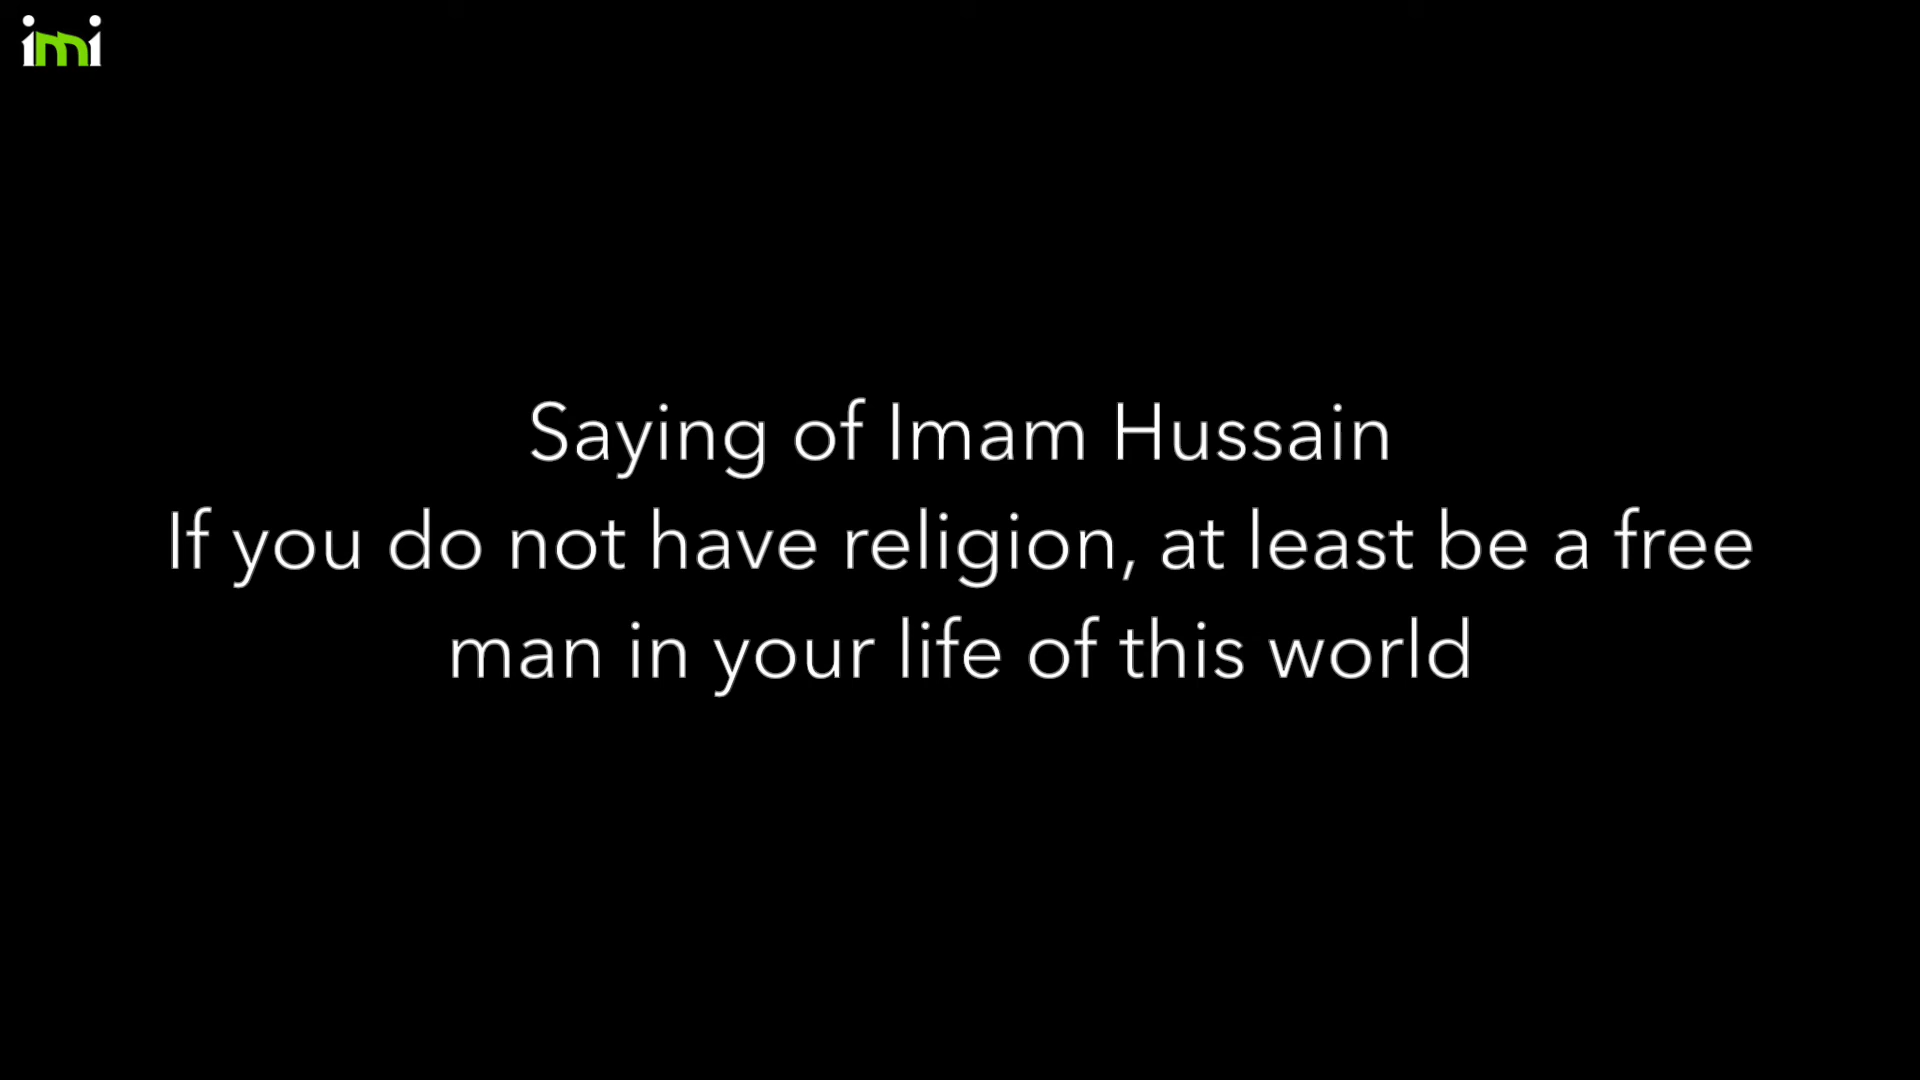 imi
Saying of Imam Hussain
If you do not have religion, at least be a free
man in your life of this world